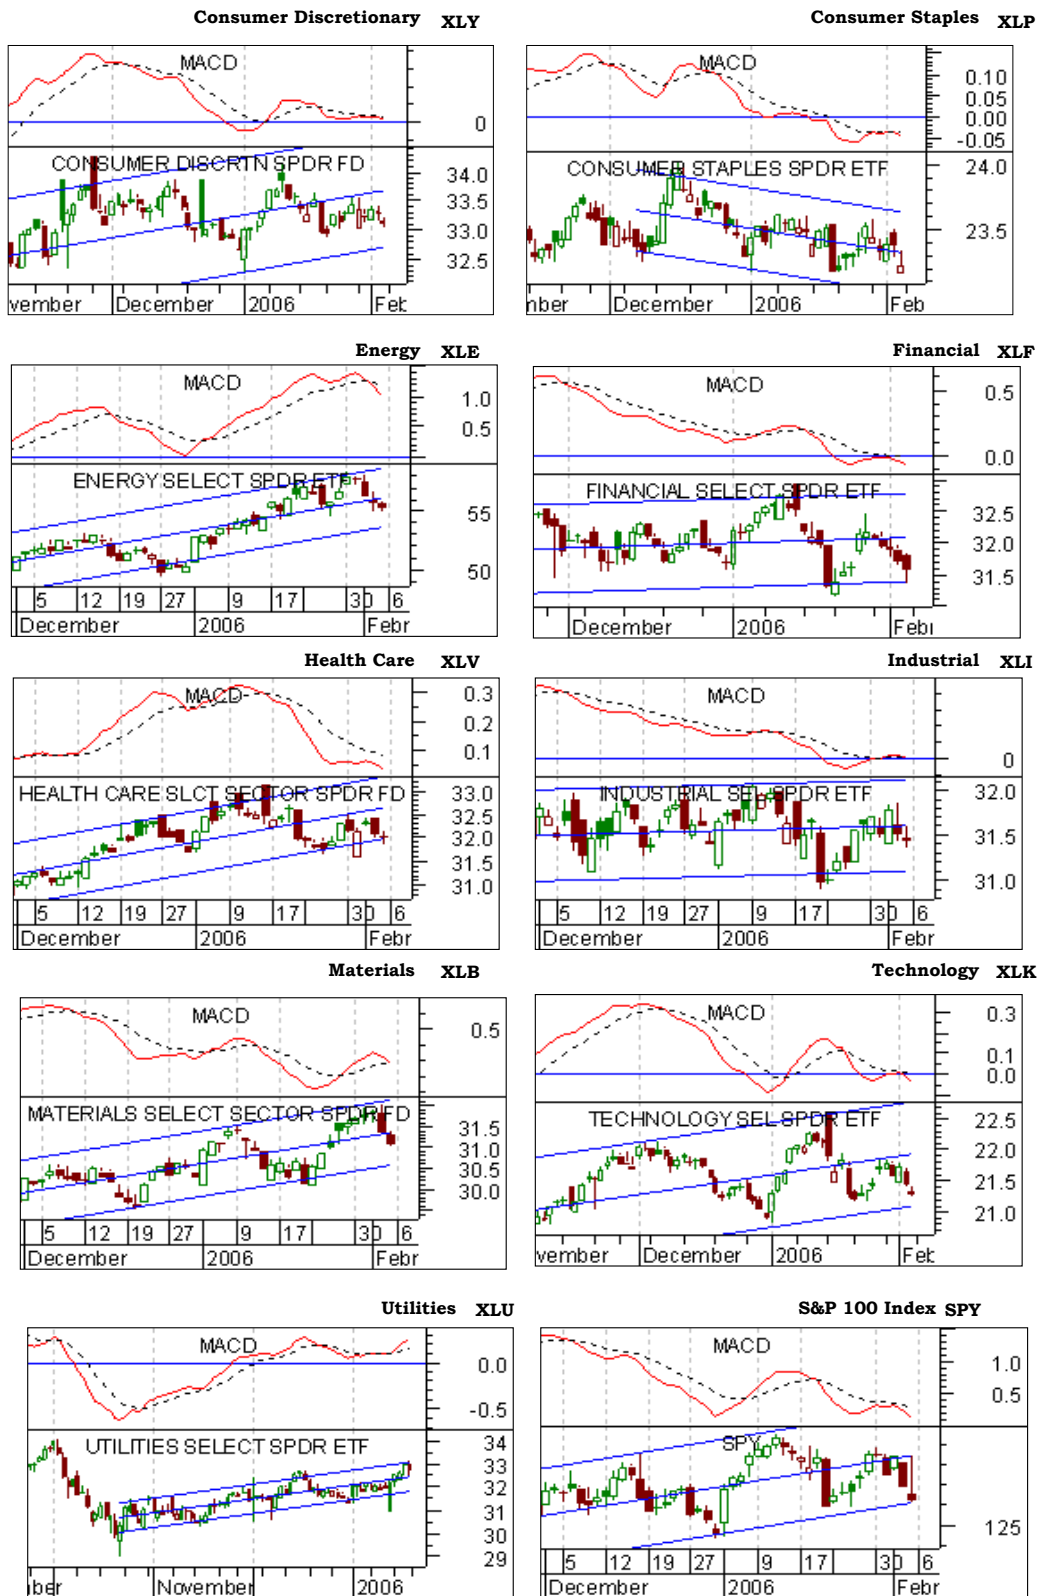 Consumer Discretionary XLY
MACD
0
CONSUMER DISCRTN SPDR FD
34.0
33.5
33.0
32.5
vember December 2006 Feb
Consumer Staples XLP
MACD
0.10
0.05
0.00
-0.05
CONSUMER STAPLES SPDR ETF
24.0
23.5
mber December 2006 Feb
Energy XLE
MACD
1.0
0.5
ENERGY SELECT SPDR ETF
55
50
5 12 19 27 9 17 30 6
December 2006 Febr
Financial XLF
MACD
0.5
0.0
FINANCIAL SELECT SPDR ETF
32.5
32.0
31.5
December 2006 Febr
Health Care XLV
MACD
0.3
0.2
0.1
HEALTH CARE SLCT SECTOR SPDR FD
33.0
32.5
32.0
31.5
31.0
5 12 19 27 9 17 30 6
December 2006 Febr
Industrial XLI
MACD
0
INDUSTRIAL SEL SPDR ETF
32.0
31.5
31.0
5 12 19 27 9 17 30 6
December 2006 Febr
Materials XLB
MACD
0.5
MATERIALS SELECT SECTOR SPDR FD
31.5
31.0
30.5
30.0
5 12 19 27 9 17 30 6
December 2006 Febr
Technology XLK
MACD
0.3
0.1
0.0
TECHNOLOGY SEL SPDR ETF
22.5
22.0
21.5
21.0
vember December 2006 Feb
Utilities XLU
MACD
0.0
-0.5
UTILITIES SELECT SPDR ETF
34
33
32
31
30
29
ber November 2006
S&P 100 Index SPY
MACD
1.0
0.5
SPY
125
5 12 19 27 9 17 30 6
December 2006 Febr